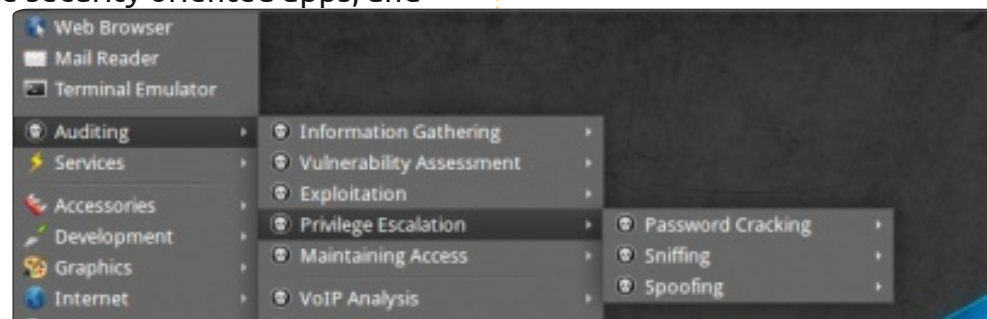 Web Browser
Mail Reader
Terminal Emulator
Auditing
Services
Accessories
Development
Graphics
Internet
Information Gathering
Vulnerability Assessment
Exploitation
Privilege Escalation
Maintaining Access
VoIP Analysis
Password Cracking
Sniffing
Spoofing